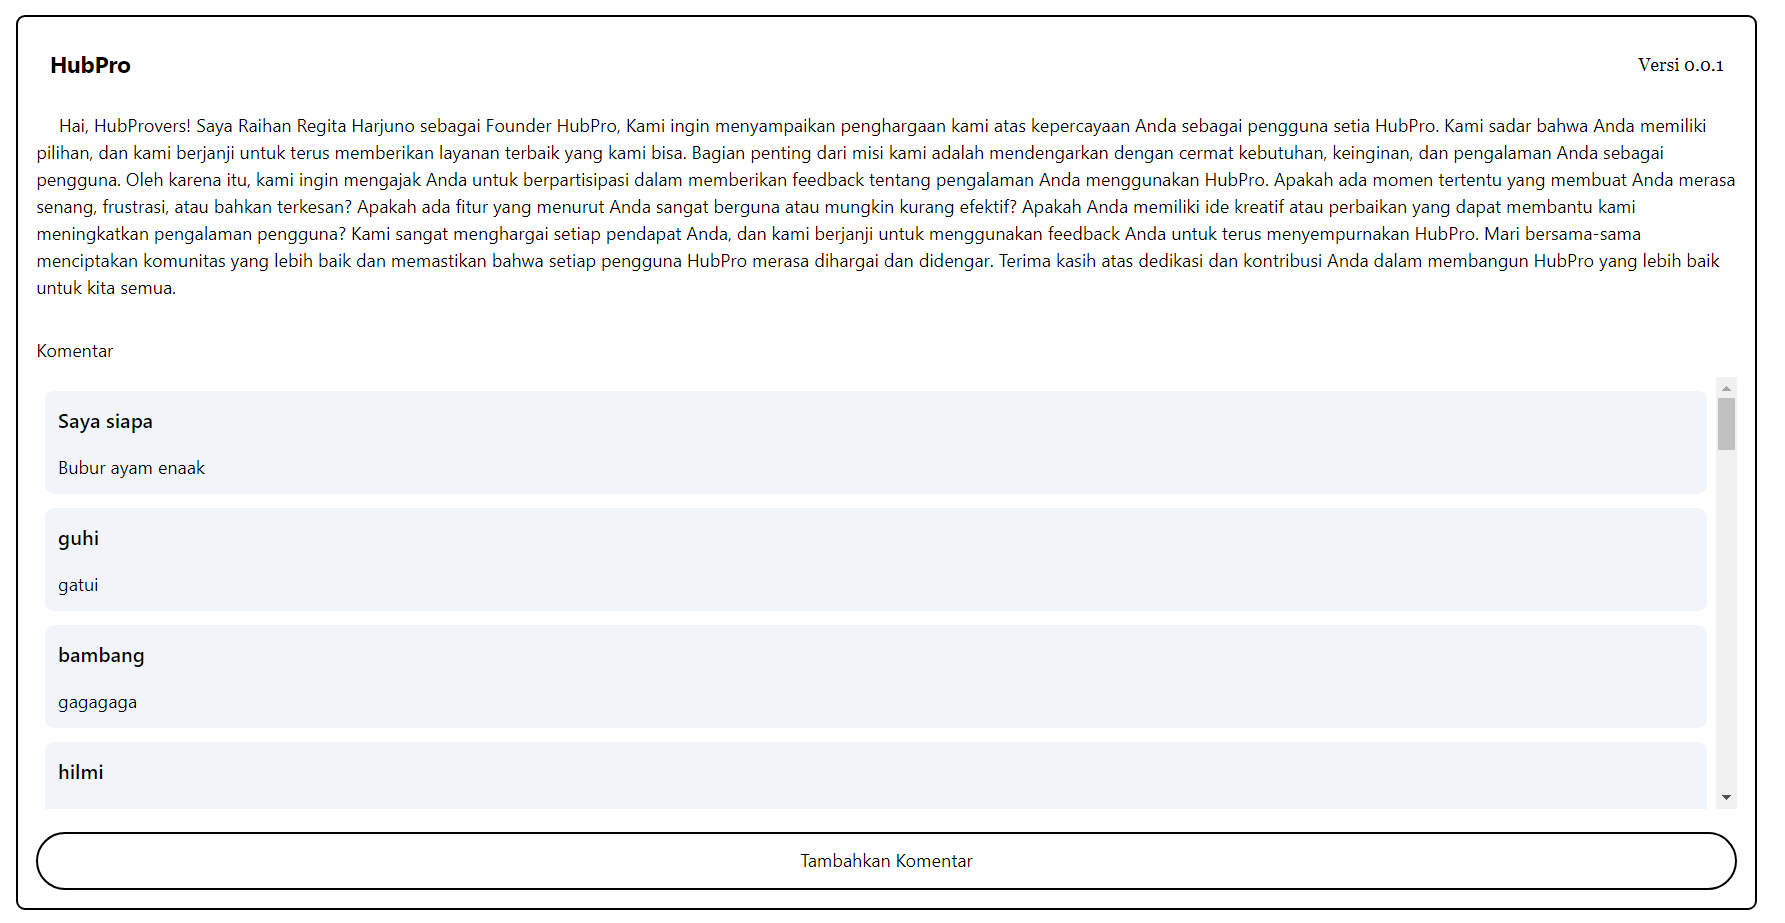 HubPro
Versi 0.0.1
Hai, HubProvers! Saya Raihan Regita Harjuno sebagai Founder HubPro, Kami ingin menyampaikan penghargaan kami atas kepercayaan Anda sebagai pengguna setia HubPro. Kami sadar bahwa Anda memiliki
pilihan, dan kami berjanji untuk terus memberikan layanan terbaik yang kami bisa. Bagian penting dari misi kami adalah mendengarkan dengan cermat kebutuhan, keinginan, dan pengalaman Anda sebagai
pengguna. Oleh karena itu, kami ingin mengajak Anda untuk berpartisipasi dalam memberikan feedback tentang pengalaman Anda menggunakan HubPro. Apakah ada momen tertentu yang membuat Anda merasa
senang, frustrasi, atau bahkan terkesan? Apakah ada fitur yang menurut Anda sangat berguna atau mungkin kurang efektif? Apakah Anda memiliki ide kreatif atau perbaikan yang dapat membantu kami
meningkatkan pengalaman pengguna? Kami sangat menghargai setiap pendapat Anda, dan kami berjanji untuk menggunakan feedback Anda untuk terus menyempurnakan HubPro. Mari bersama-sama
menciptakan komunitas yang lebih baik dan memastikan bahwa setiap pengguna HubPro merasa dihargai dan didengar. Terima kasih atas dedikasi dan kontribusi Anda dalam membangun HubPro yang lebih baik
untuk kita semua.
Komentar
Saya siapa
Bubur ayam enaak
guhi
gatui
bambang
gagagaga
hilmi
Tambahkan Komentar